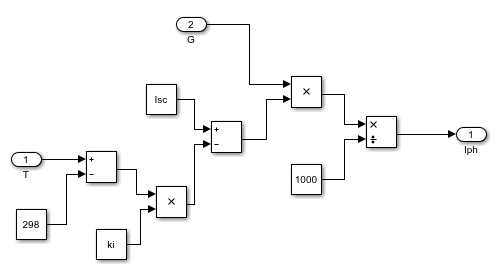 2
G
Isc
+
−
×
×
÷
1
Iph
1
T
+
−
1000
×
298
ki